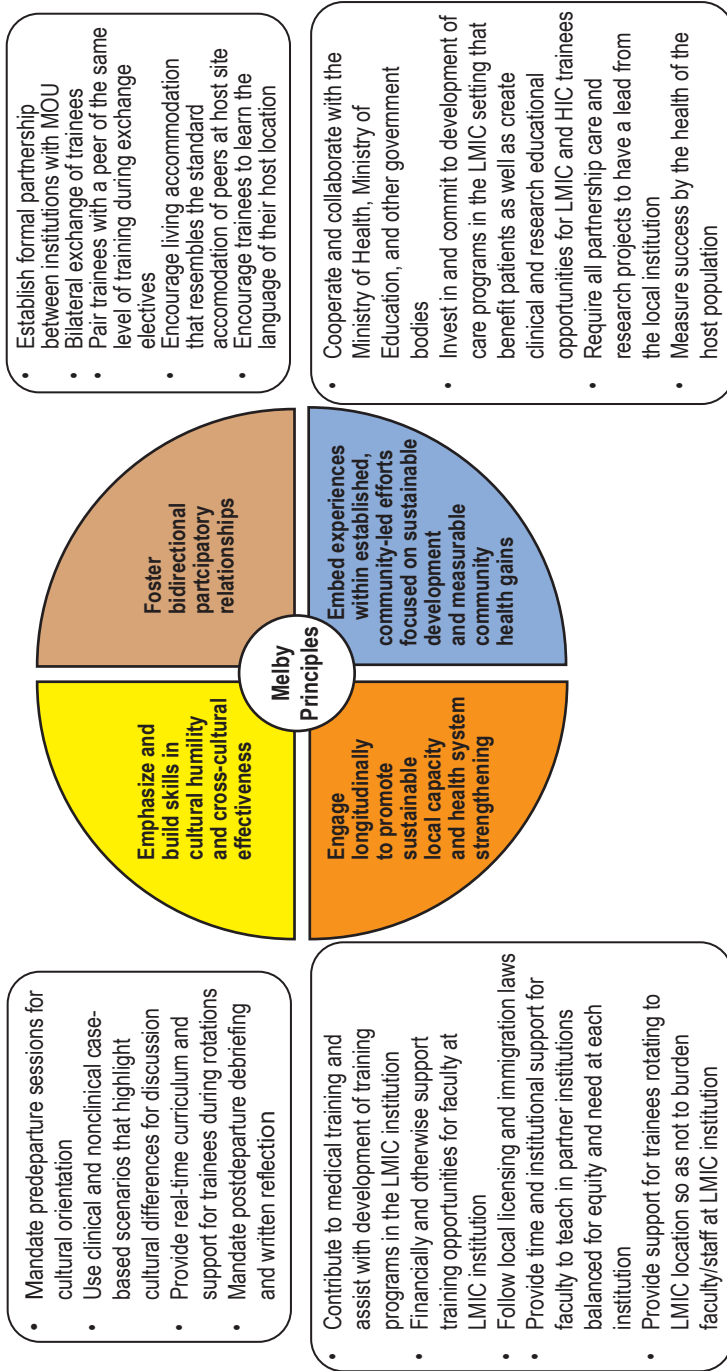 • Mandate predeparture sessions for
cultural orientation
• Use clinical and nonclinical case-
based scenarios that highlight
cultural differences for discussion
• Provide real-time curriculum and
support for trainees during rotations
• Mandate postdeparture debriefing
and written reflection
Emphasize and
build skills in
cultural humility
and cross-cultural
effectiveness
Foster
bidirectional
partcipatory
relationships
• Establish formal partnership
between institutions with MOU
• Bilateral exchange of trainees
• Pair trainees with a peer of the same
level of training during exchange
electives
• Encourage living accommodation
that resembles the standard
accomodation of peers at host site
• Encourage trainees to learn the
language of their host location
Melby
Principles
• Contribute to medical training and
assist with development of training
programs in the LMIC institution
• Financially and otherwise support
training opportunities for faculty at
LMIC institution
• Follow local licensing and immigration laws
• Provide time and institutional support for
faculty to teach in partner institutions
balanced for equity and need at each
institution
• Provide support for trainees rotating to
LMIC location so as not to burden
faculty/staff at LMIC institution
Engage
longitudinally
to promote
sustainable
local capacity
and health system
strengthening
Embed experiences
within established,
community-led efforts
focused on sustainable
development
and measurable
community
health gains
• Cooperate and collaborate with the
Ministry of Health, Ministry of
Education, and other government
bodies
• Invest in and commit to development of
care programs in the LMIC setting that
benefit patients as well as create
clinical and research educational
opportunities for LMIC and HIC trainees
• Require all partnership care and
research projects to have a lead from
the local institution
• Measure success by the health of the
host population